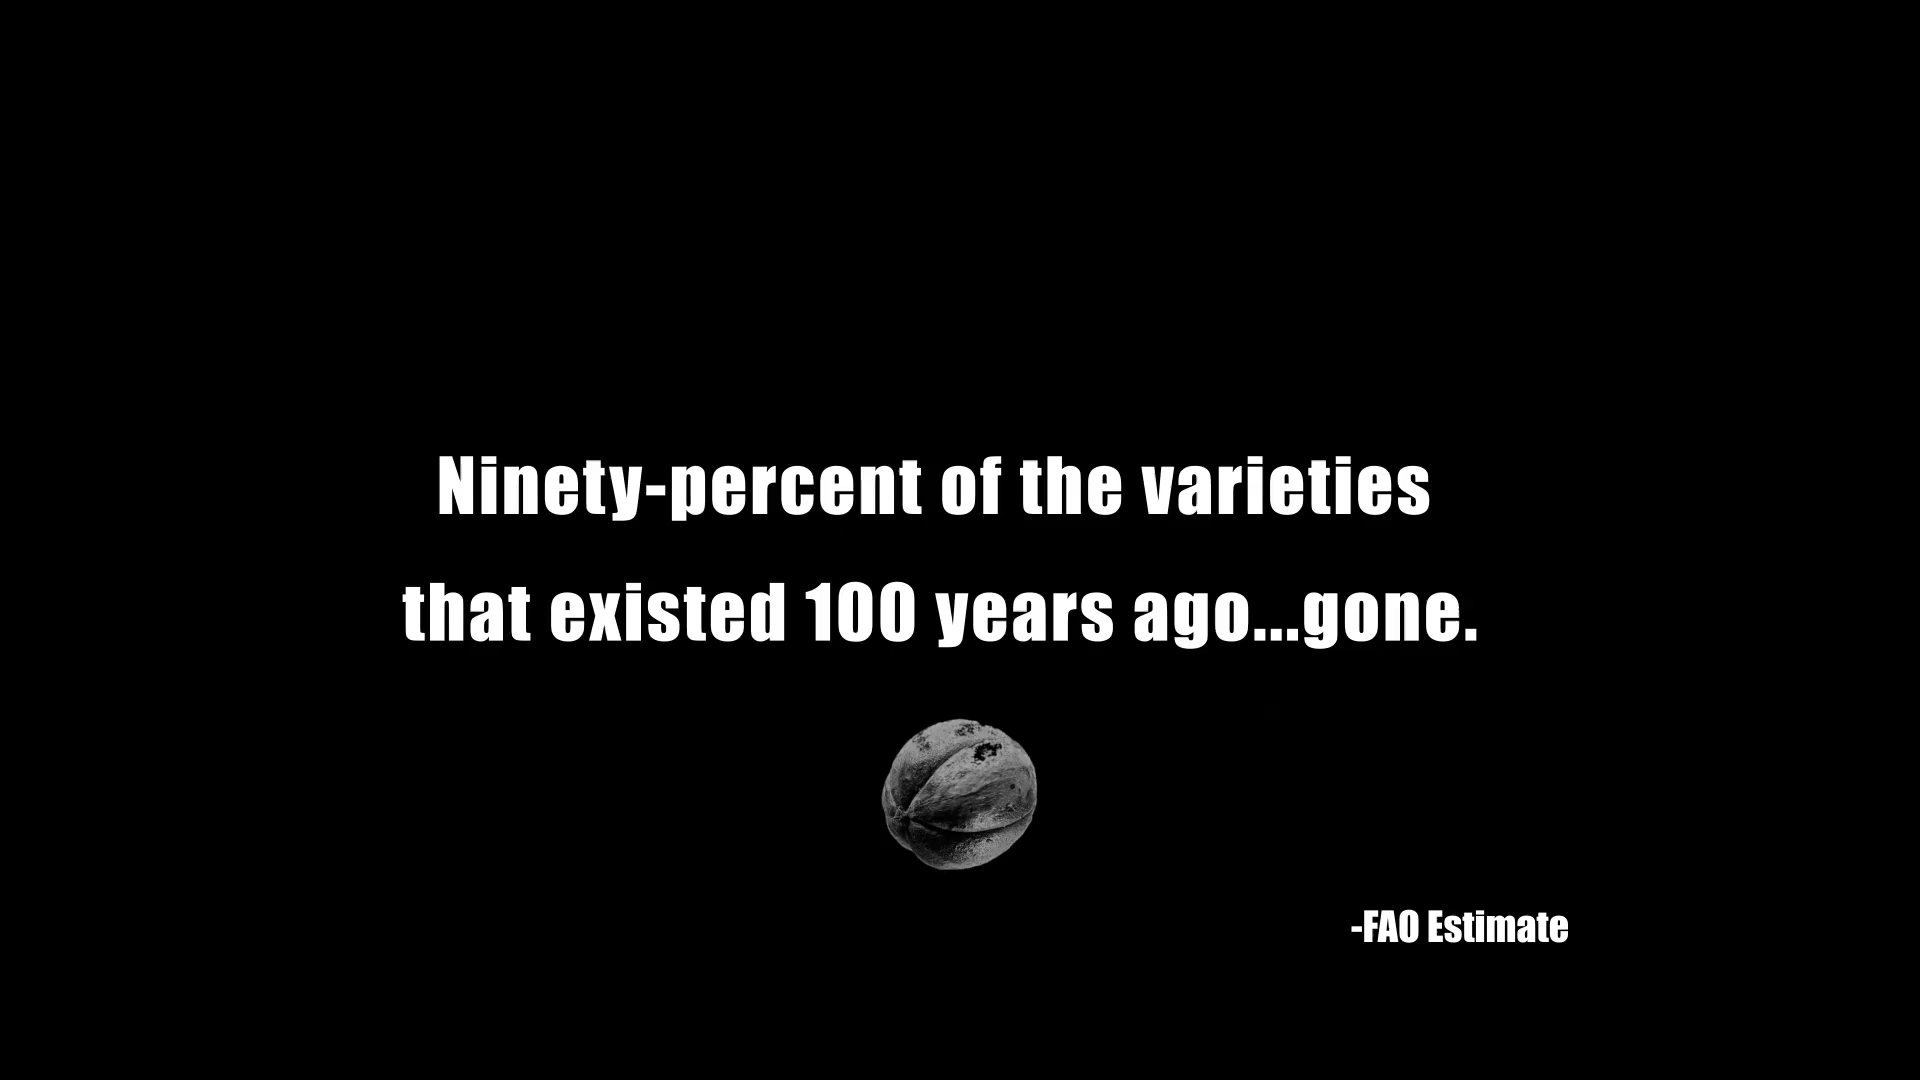 Ninety-percent of the varieties
that existed 100 years ago...gone.
-FAO Estimate